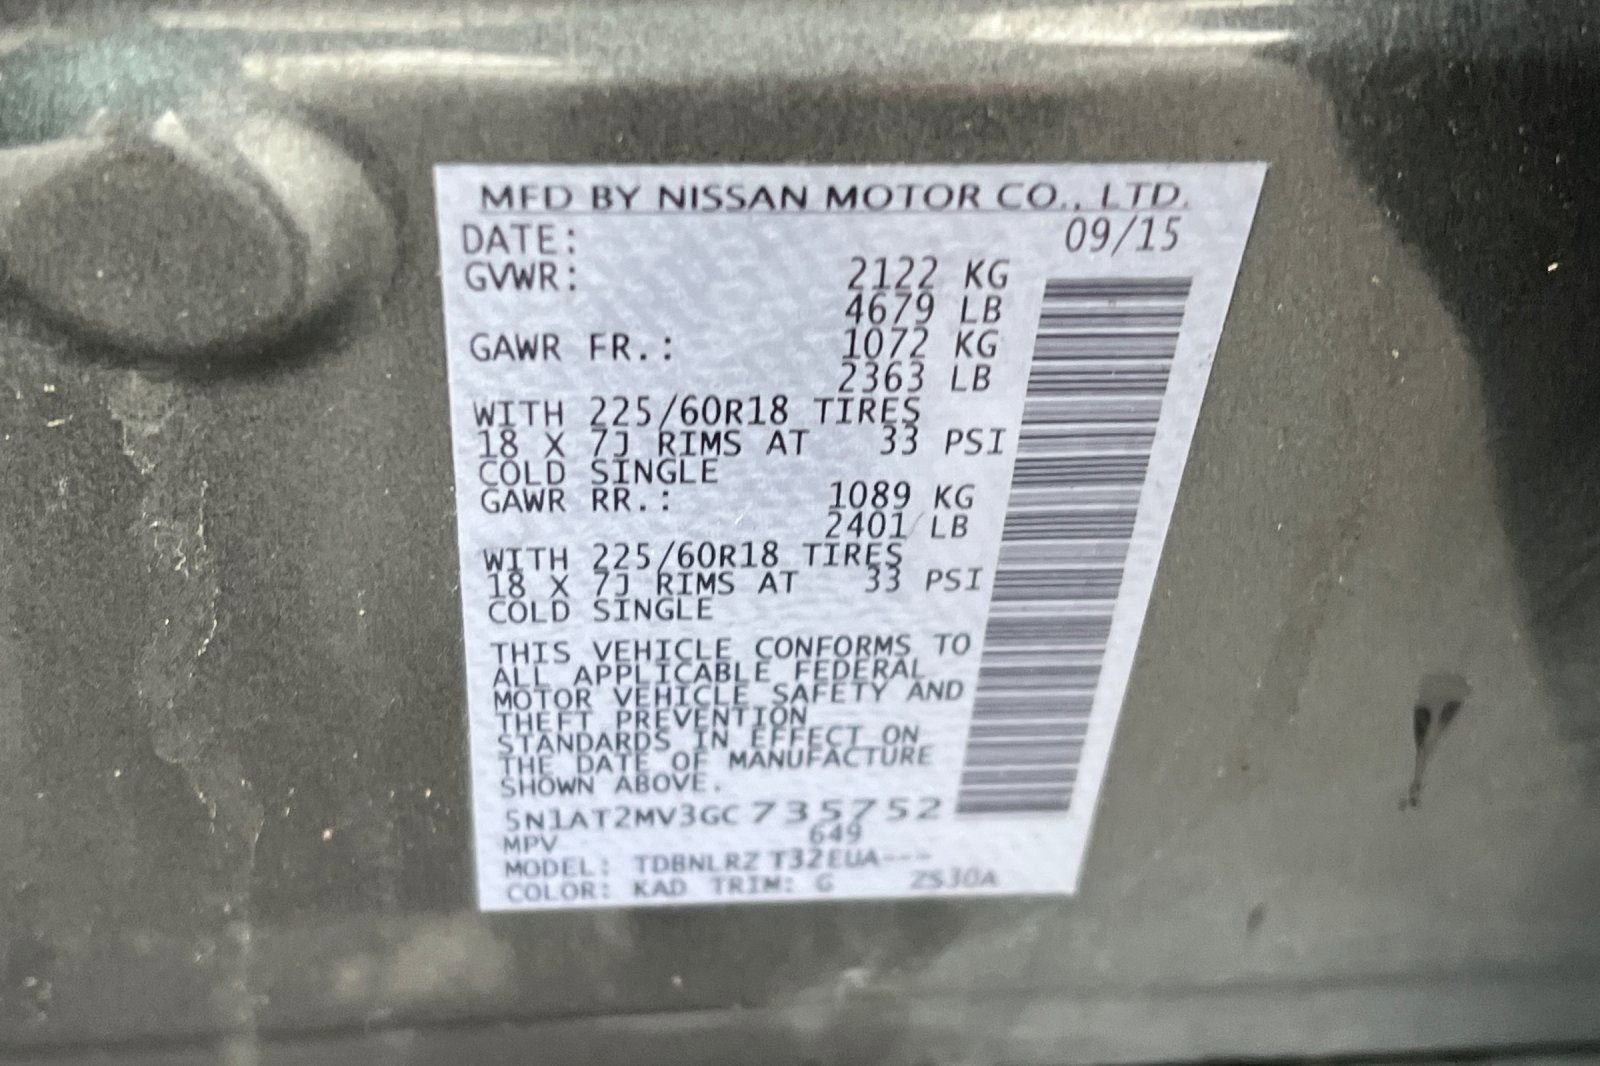 MFD BY NISSAN MOTOR CO., LTD.
DATE: 09/15
GVWR: 2122 KG
4679 LB
GAWR FR.: 1072 KG
2363 LB
WITH 225/60R18 TIRES
18 X 7J RIMS AT 33 PSI
COLD SINGLE
GAWR RR.: 1089 KG
2401 LB
WITH 225/60R18 TIRES
18 X 7J RIMS AT 33 PSI
COLD SINGLE
THIS VEHICLE CONFORMS TO
ALL APPLICABLE FEDERAL
MOTOR VEHICLE SAFETY AND
THEFT PREVENTION
STANDARDS IN EFFECT ON
THE DATE OF MANUFACTURE
SHOWN ABOVE.
5N1AT2MV3GC735752
MPV 649
MODEL: TDBNLRZ T32EUA---
COLOR: KAD TRIM: G ZS30A